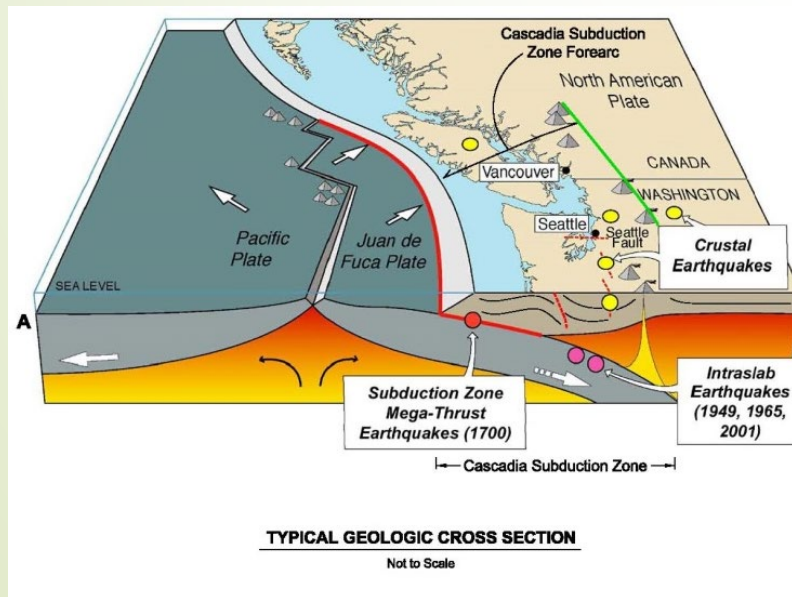 Cascadia Subduction
Zone Forearc
North American
Plate
CANADA
Vancouver
WASHINGTON
Seattle
Seattle
Fault
Crustal
Earthquakes
Pacific
Plate
Juan de
Fuca Plate
SEA LEVEL
A
Subduction Zone
Mega-Thrust
Earthquakes (1700)
Intraslab
Earthquakes
(1949, 1965,
2001)
Cascadia Subduction Zone
TYPICAL GEOLOGIC CROSS SECTION
Not to Scale